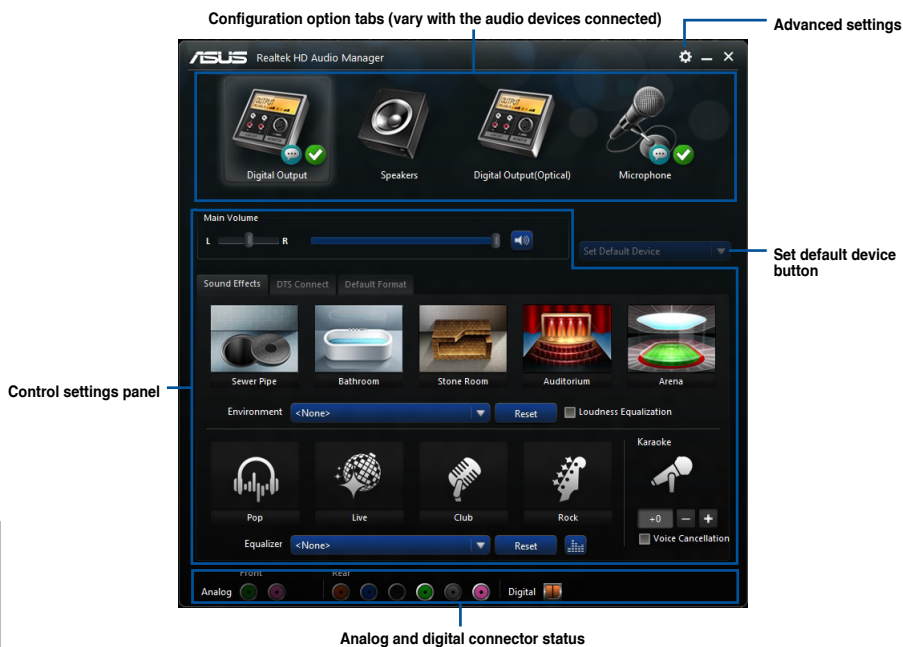 Configuration option tabs (vary with the audio devices connected)
Advanced settings
ASUS Realtek HD Audio Manager
OUTPUT
OUTPUT
Digital Output
Speakers
Digital Output(Optical)
Microphone
Main Volume
L R
Set Default Device
Set default device
button
Sound Effects DTS Connect Default Format
Sewer Pipe Bathroom Stone Room Auditorium Arena
Control settings panel
Environment <None> Reset Loudness Equalization
Karaoke
Pop Live Club Rock
+0 − +
Equalizer <None> Reset
Voice Cancellation
Front Rear
Analog Digital
Analog and digital connector status